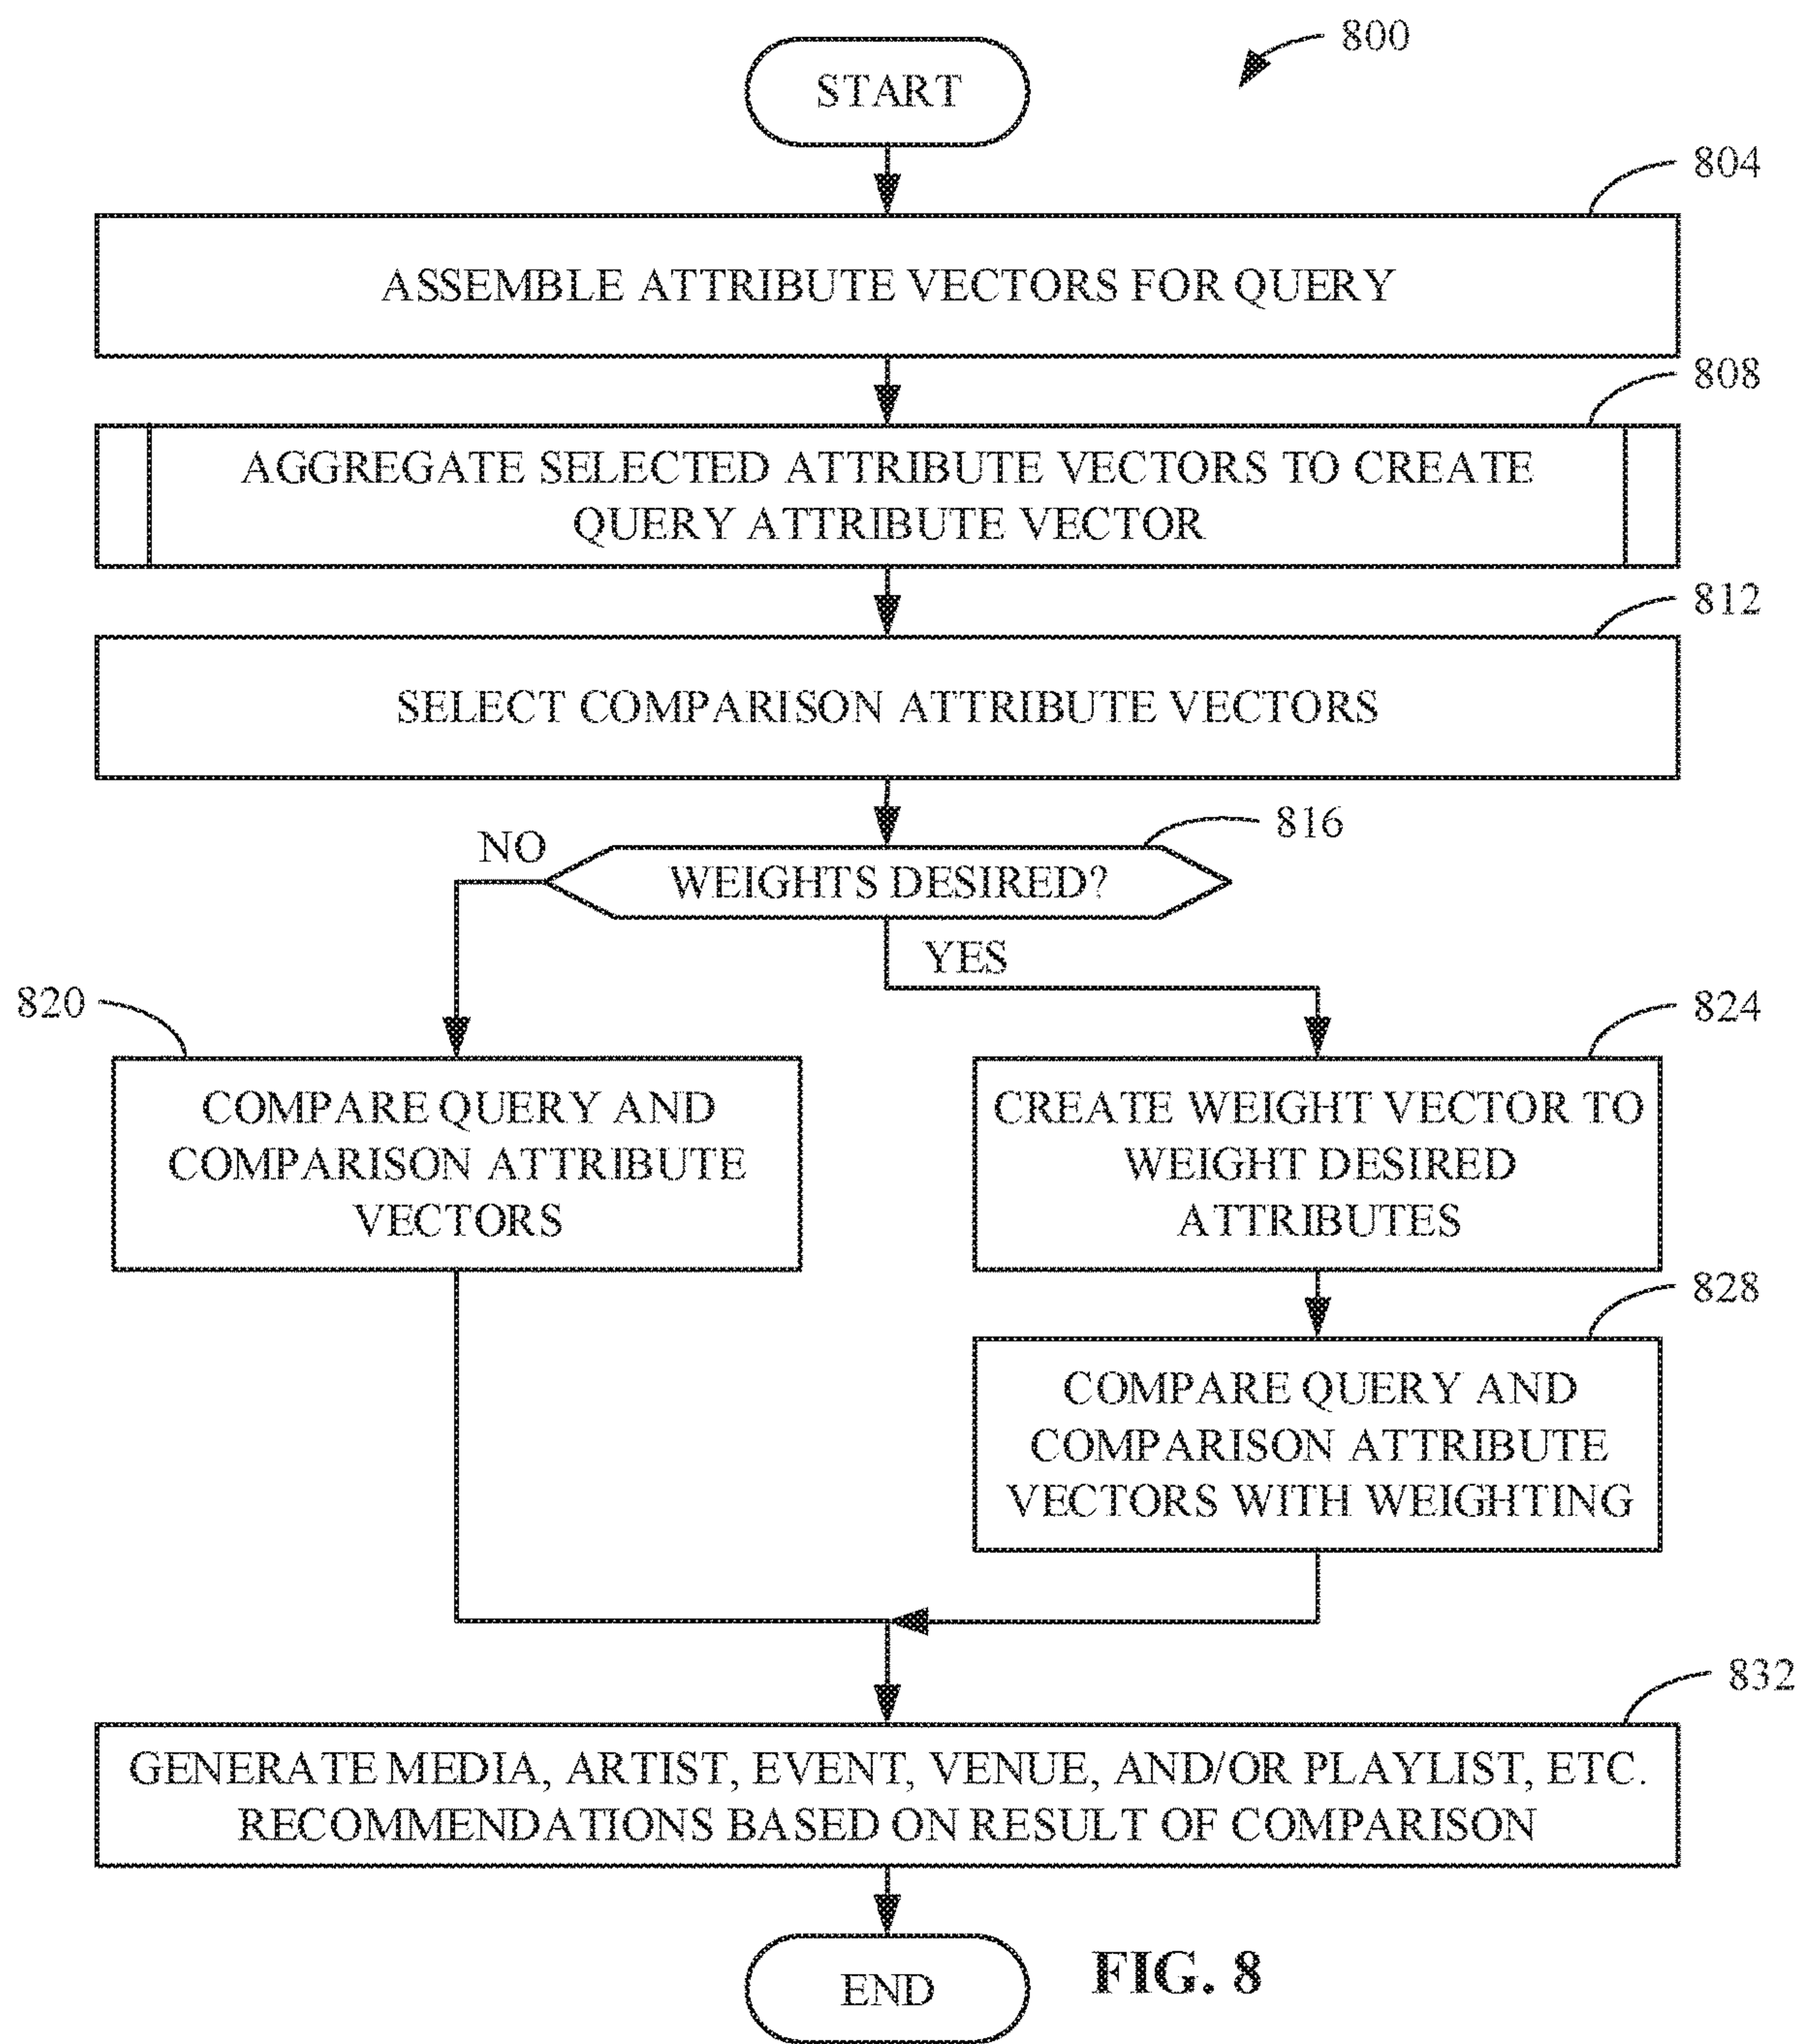 800
START
804
ASSEMBLE ATTRIBUTE VECTORS FOR QUERY
808
AGGREGATE SELECTED ATTRIBUTE VECTORS TO CREATE
QUERY ATTRIBUTE VECTOR
812
SELECT COMPARISON ATTRIBUTE VECTORS
816
NO
WEIGHTS DESIRED?
YES
820
824
COMPARE QUERY AND
COMPARISON ATTRIBUTE
VECTORS
CREATE WEIGHT VECTOR TO
WEIGHT DESIRED
ATTRIBUTES
828
COMPARE QUERY AND
COMPARISON ATTRIBUTE
VECTORS WITH WEIGHTING
832
GENERATE MEDIA, ARTIST, EVENT, VENUE, AND/OR PLAYLIST, ETC.
RECOMMENDATIONS BASED ON RESULT OF COMPARISON
END
FIG. 8